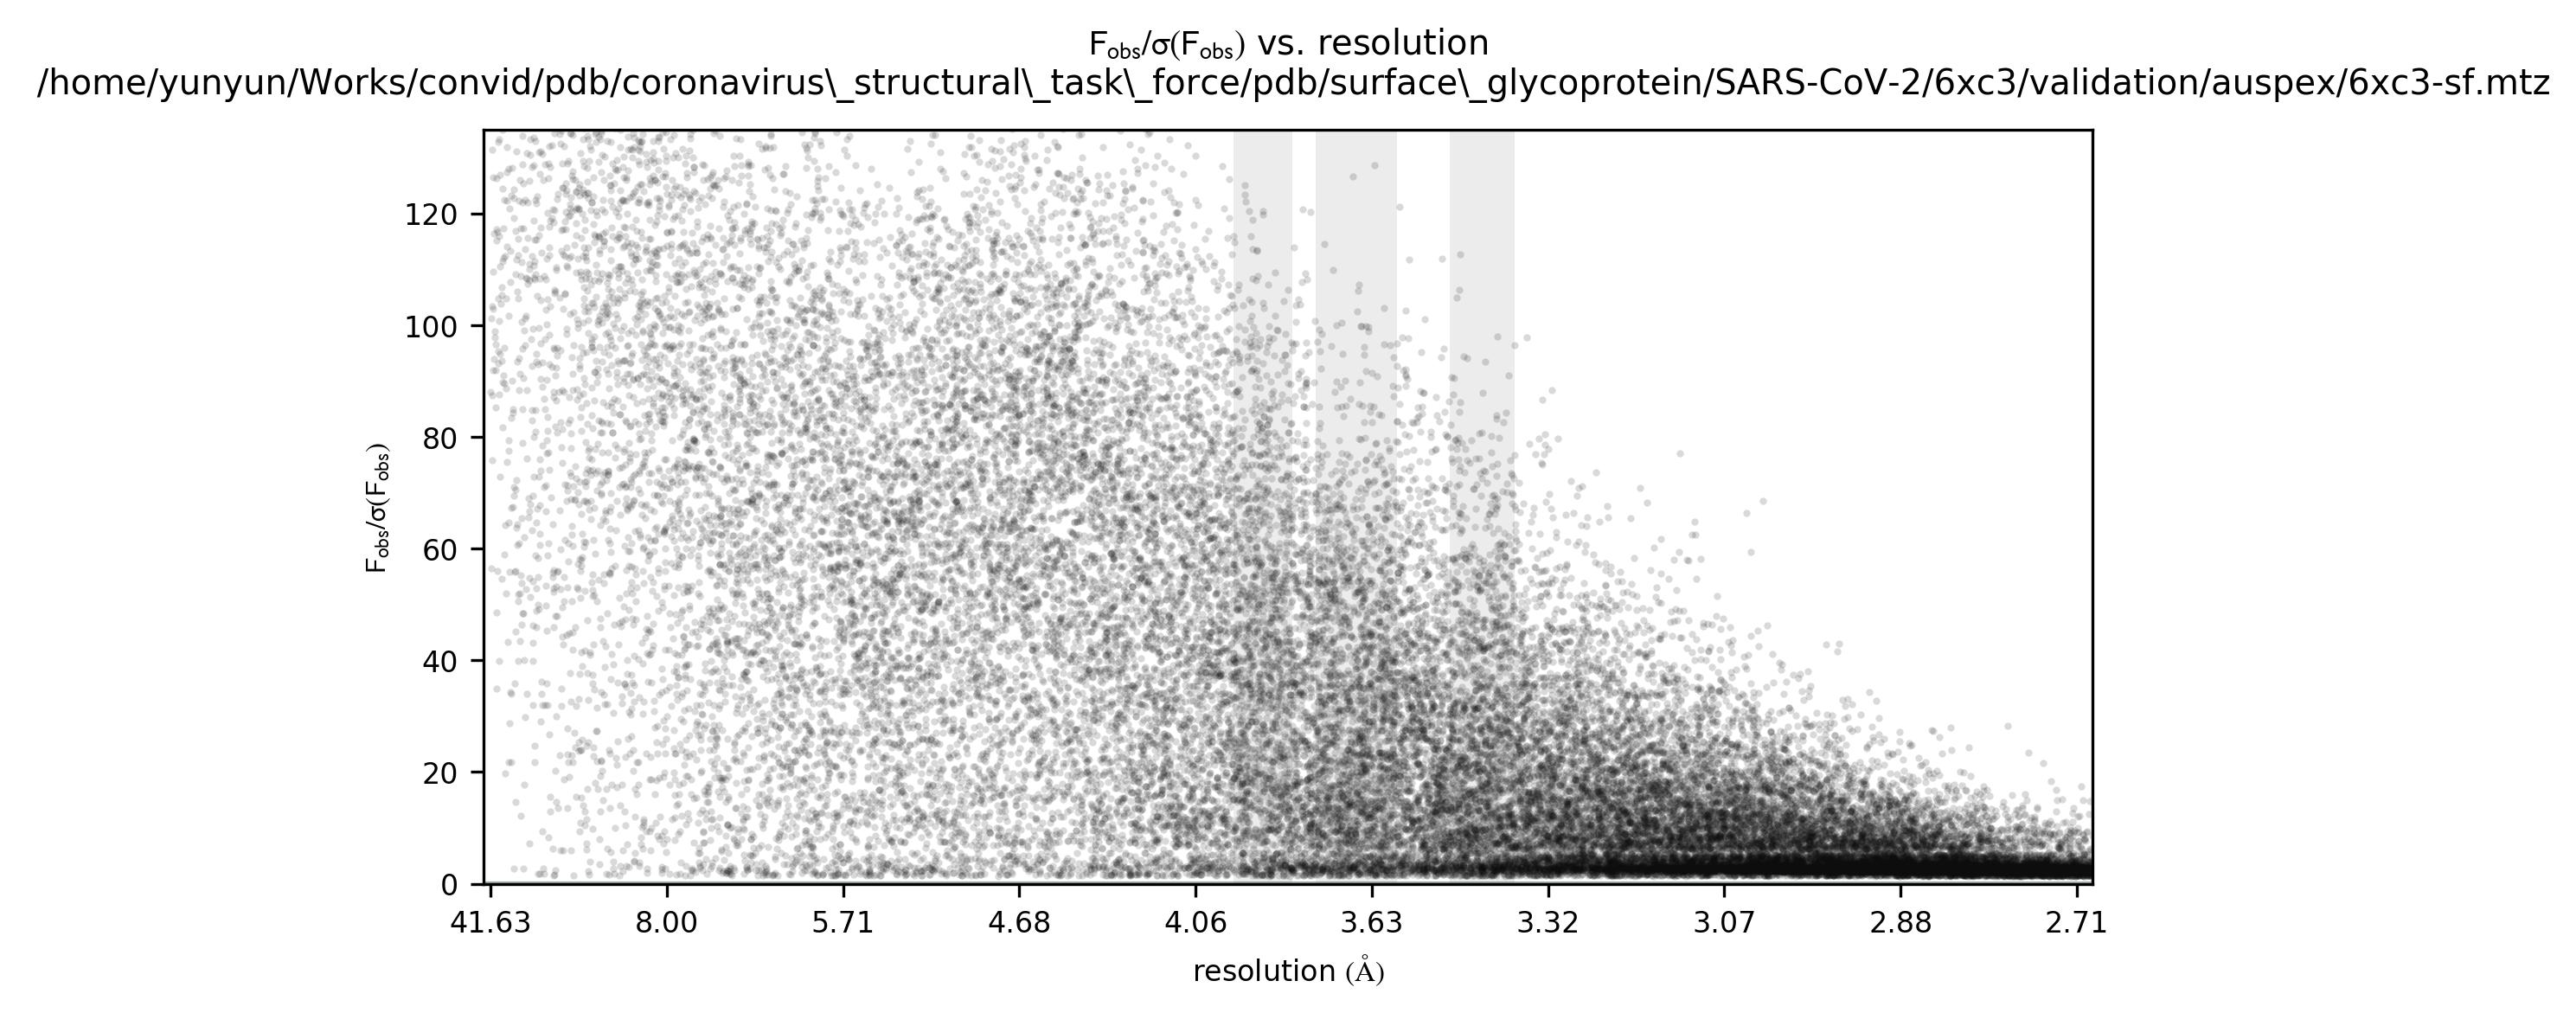 Fobs/σ(Fobs) vs. resolution
/home/yunyun/Works/convid/pdb/coronavirus\_structural\_task\_force/pdb/surface\_glycoprotein/SARS-CoV-2/6xc3/validation/auspex/6xc3-sf.mtz
120
100
80
60
40
20
0
Fobs/σ(Fobs)
41.63 8.00 5.71 4.68 4.06 3.63 3.32 3.07 2.88 2.71
resolution (Å)